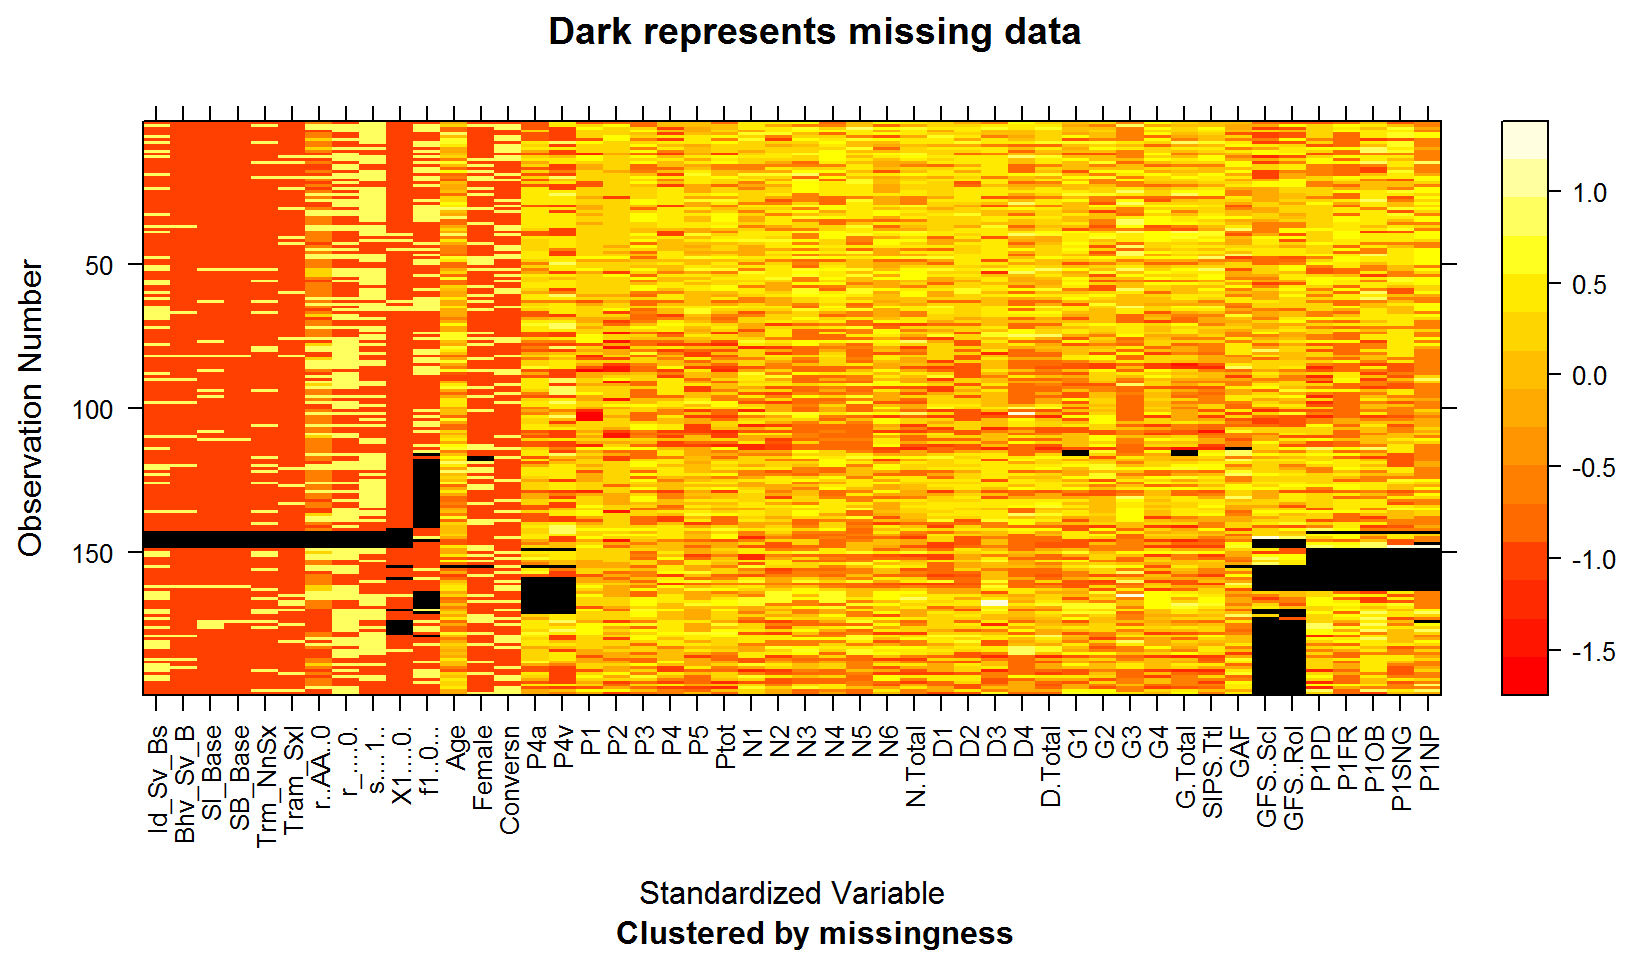 Dark represents missing data
Observation Number
50
100
150
1.0
0.5
0.0
-0.5
-1.0
-1.5
Id_Sv_Bs
Bhv_Sv_B
SI_Base
SB_Base
Trm_NnSx
Tram_Sxl
r..AA..0
r_....0.
s....1..
X1....0.
f1..0...
Age
Female
Conversn
P4a
P4v
P1
P2
P3
P4
P5
Ptot
N1
N2
N3
N4
N5
N6
N.Total
D1
D2
D3
D4
D.Total
G1
G2
G3
G4
G.Total
SIPS.Ttl
GAF
GFS..Scl
GFS..Rol
P1PD
P1FR
P1OB
P1SNG
P1NP
Standardized Variable
Clustered by missingness